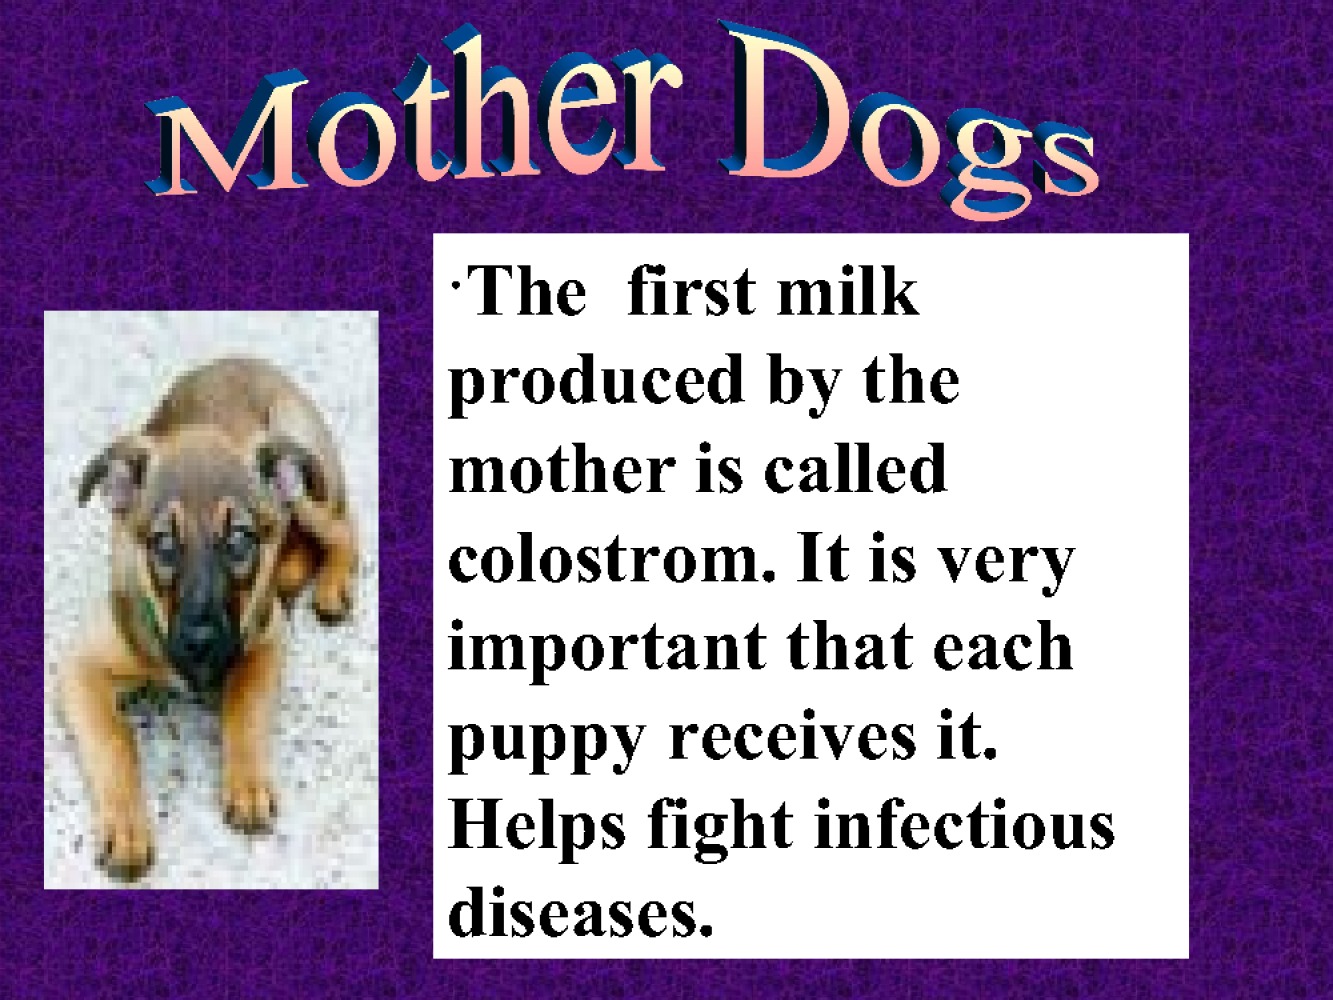 Mother Dogs
·The  first milk
produced by the
mother is called
colostrom. It is very
important that each
puppy receives it.
Helps fight infectious
diseases.